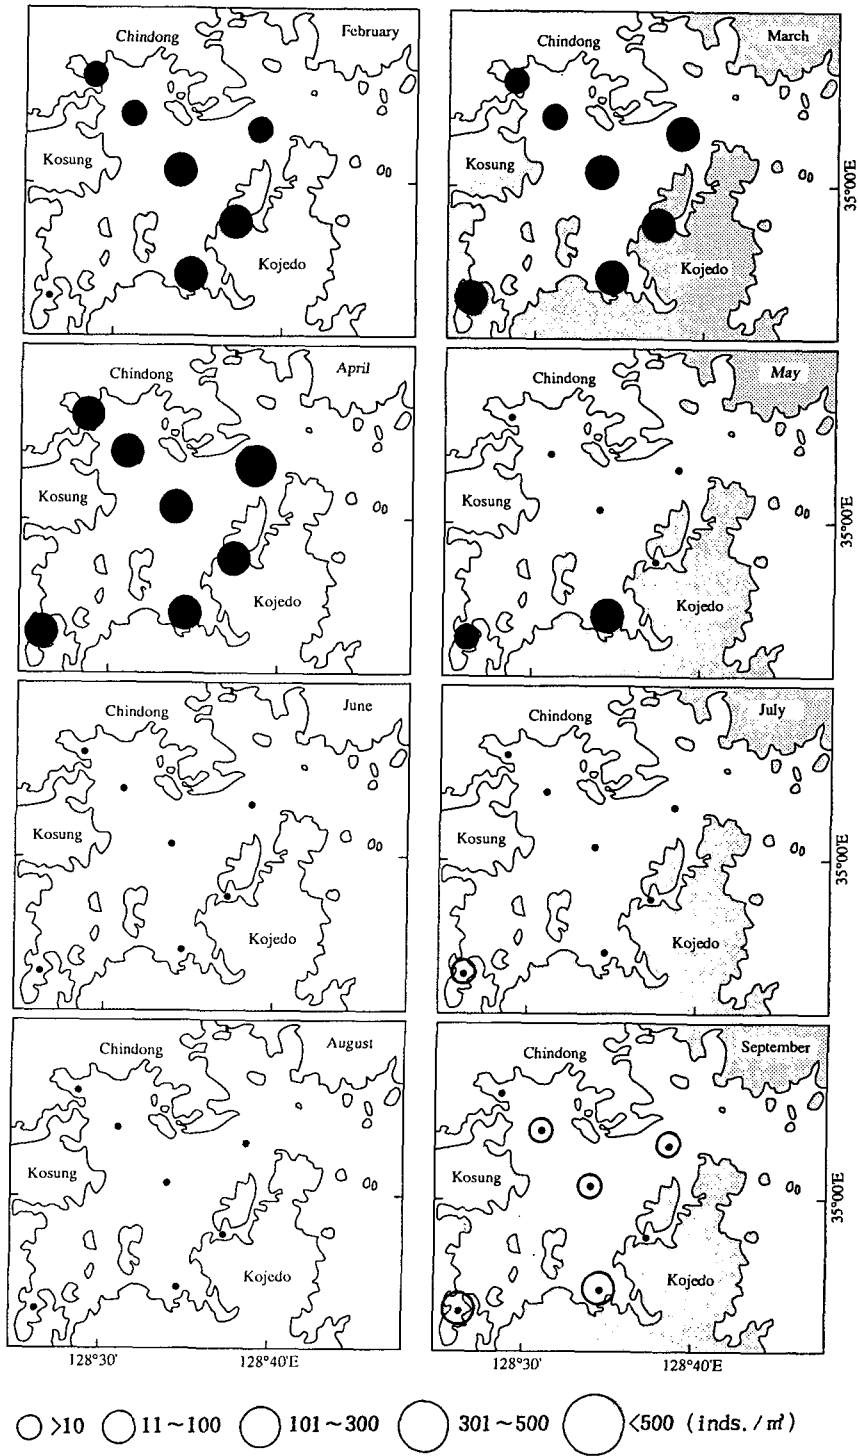 Chindong
February
Kosung
Kojedo
Chindong
March
Kosung
Kojedo
35°00'E
Chindong
April
Kosung
Kojedo
Chindong
May
Kosung
Kojedo
35°00'E
Chindong
June
Kosung
Kojedo
Chindong
July
Kosung
Kojedo
35°00'E
Chindong
August
Kosung
Kojedo
128°30'
128°40'E
Chindong
September
Kosung
Kojedo
35°00'E
128°30'
128°40'E
>10 11~100 101~300 301~500 <500 (inds./㎥)